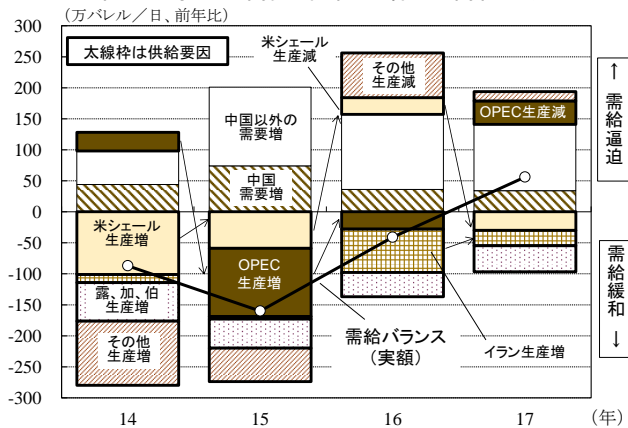 (万バレル/日、前年比)
300
250
200
150
100
50
0
-50
-100
-150
-200
-250
-300
太線枠は供給要因
米シェール
生産減
その他
生産減
OPEC生産減
中国以外の
需要増
中国
需要増
米シェール
生産増
OPEC
生産増
露、加、伯
生産増
その他
生産増
需給バランス
(実額)
イラン生産増
↑
需給逼迫
需給緩和
↓
14
15
16
17
(年)